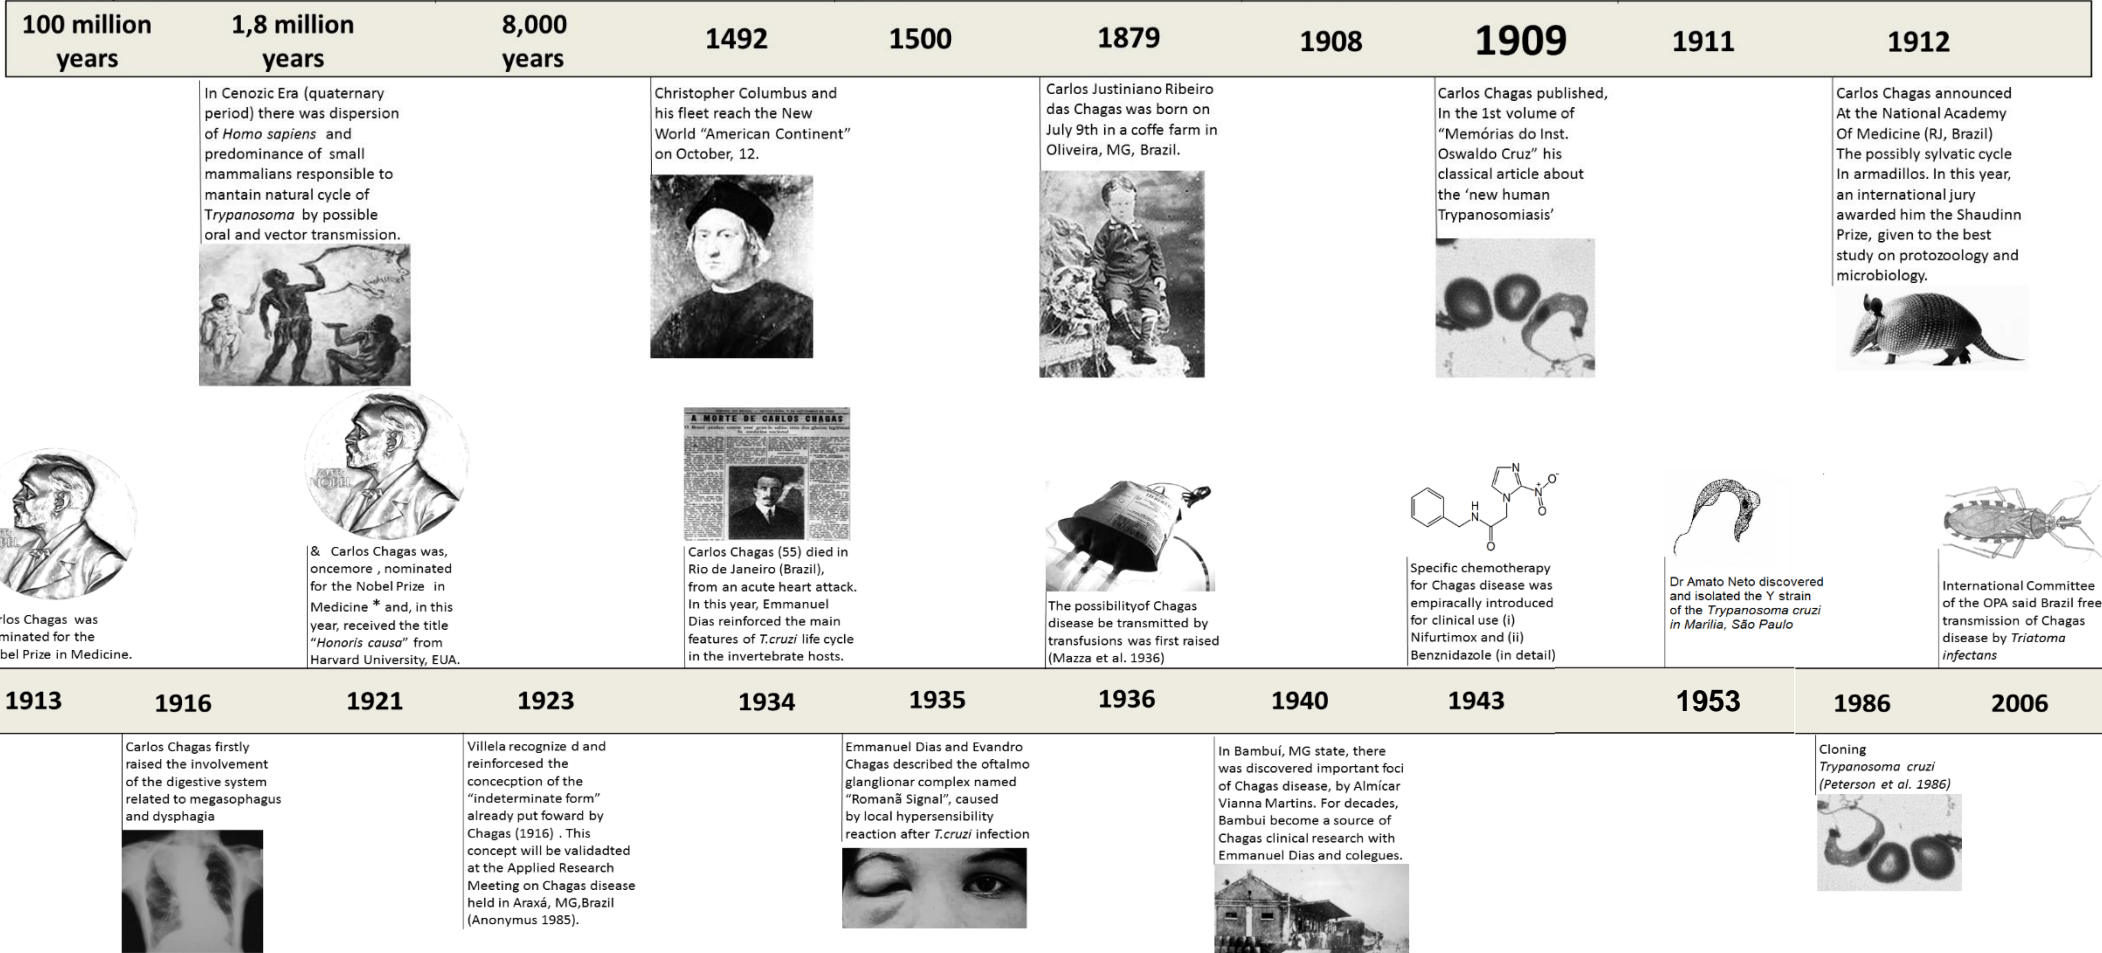 100 million
years
1,8 million
years
8,000
years
1492
1500
1879
1908
1909
1911
1912
In Cenozic Era (quaternary
period) there was dispersion
of Homo sapiens and
predominance of small
mammalians responsible to
mantain natural cycle of
Trypanosoma by possible
oral and vector transmission.
Christopher Columbus and
his fleet reach the New
World “American Continent”
on October, 12.
Carlos Justiniano Ribeiro
das Chagas was born on
July 9th in a coffe farm in
Oliveira, MG, Brazil.
Carlos Chagas published,
In the 1st volume of
“Memórias do Inst.
Oswaldo Cruz” his
classical article about
the ‘new human
Trypanosomiasis’
Carlos Chagas announced
At the National Academy
Of Medicine (RJ, Brazil)
The possibly sylvatic cycle
In armadillos. In this year,
an international jury
awarded him the Shaudinn
Prize, given to the best
study on protozoology and
microbiology.
rlos Chagas was
minated for the
bel Prize in Medicine.
& Carlos Chagas was,
oncemore , nominated
for the Nobel Prize in
Medicine * and, in this
year, received the title
“Honoris causa” from
Harvard University, EUA.
A MORTE DE CARLOS CHAGAS
Carlos Chagas (55) died in
Rio de Janeiro (Brazil),
from an acute heart attack.
In this year, Emmanuel
Dias reinforced the main
features of T.cruzi life cycle
in the invertebrate hosts.
The possibilityof Chagas
disease be transmitted by
transfusions was first raised
(Mazza et al. 1936)
N
O⁻
N⁺
O
N
H
N
O
Specific chemotherapy
for Chagas disease was
empiracally introduced
for clinical use (i)
Nifurtimox and (ii)
Benznidazole (in detail)
Dr Amato Neto discovered
and isolated the Y strain
of the Trypanosoma cruzi
in Marília, São Paulo
International Committee
of the OPA said Brazil free
transmission of Chagas
disease by Triatoma
infectans
1913
1916
1921
1923
1934
1935
1936
1940
1943
1953
1986
2006
Carlos Chagas firstly
raised the involvement
of the digestive system
related to megasophagus
and dysphagia
Villela recognize d and
reinforcesed the
concecption of the
“indeterminate form”
already put foward by
Chagas (1916) . This
concept will be validadted
at the Applied Research
Meeting on Chagas disease
held in Araxá, MG,Brazil
(Anonymus 1985).
Emmanuel Dias and Evandro
Chagas described the oftalmo
glanglionar complex named
“Romanã Signal”, caused
by local hypersensibility
reaction after T.cruzi infection
In Bambuí, MG state, there
was discovered important foci
of Chagas disease, by Almícar
Vianna Martins. For decades,
Bambui become a source of
Chagas clinical research with
Emmanuel Dias and colegues.
Cloning
Trypanosoma cruzi
(Peterson et al. 1986)